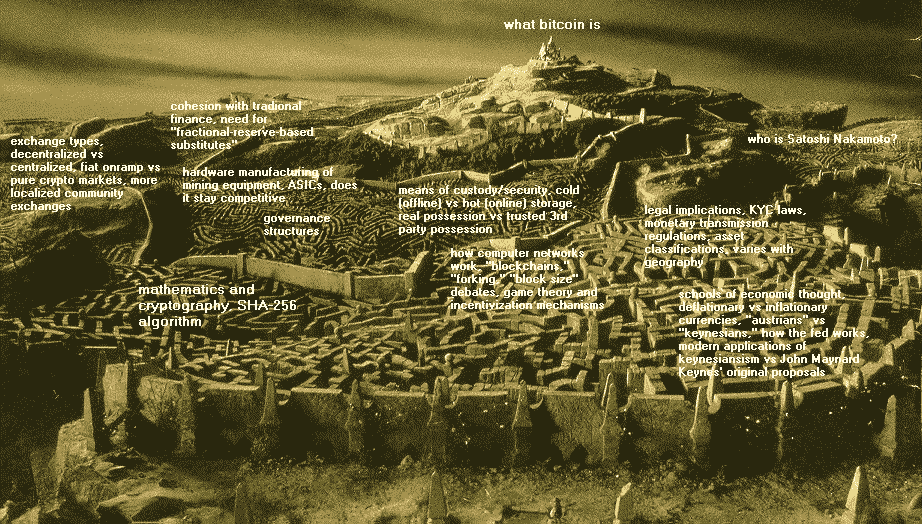 what bitcoin is
cohesion with tradional
finance, need for
"fractional-reserve-based
substitutes"
exchange types,
decentralized vs
centralized, fiat onramp vs
pure crypto markets, more
localized community
exchanges
who is Satoshi Nakamoto?
hardware manufacturing of
mining equipment, ASICs, does
it stay competitive
means of custody/security, cold
(offline) vs hot (online) storage,
real possession vs trusted 3rd
party possession
governance
structures
legal implications, KYC laws,
monetary transmission
regulations, asset
classifications, varies with
geography
how computer networks
work, "blockchains,"
"forking," "block size"
debates, game theory and
incentivization mechanisms
mathematics and
cryptography, SHA-256
algorithm
schools of economic thought,
deflationary vs inflationary
currencies, "austrians" vs
"keynesians," how the fed works,
modern applications of
keynesiansism vs John Maynard
Keynes' original proposals